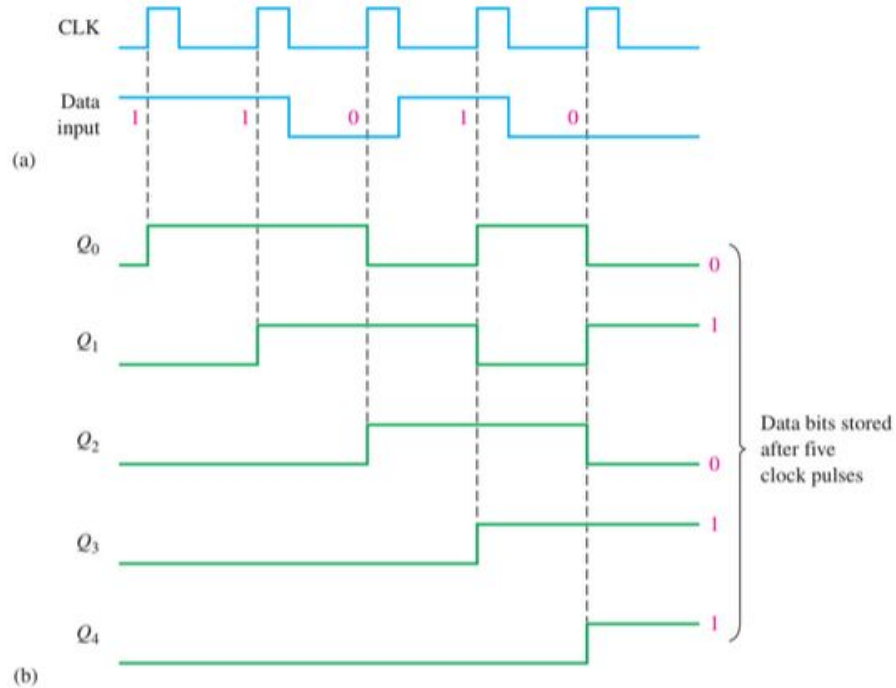 CLK
Data
input
1 1 0 1 0
(a)
Q0
0
Q1
1
Q2
0
Data bits stored
after five
clock pulses
Q3
1
Q4
1
(b)